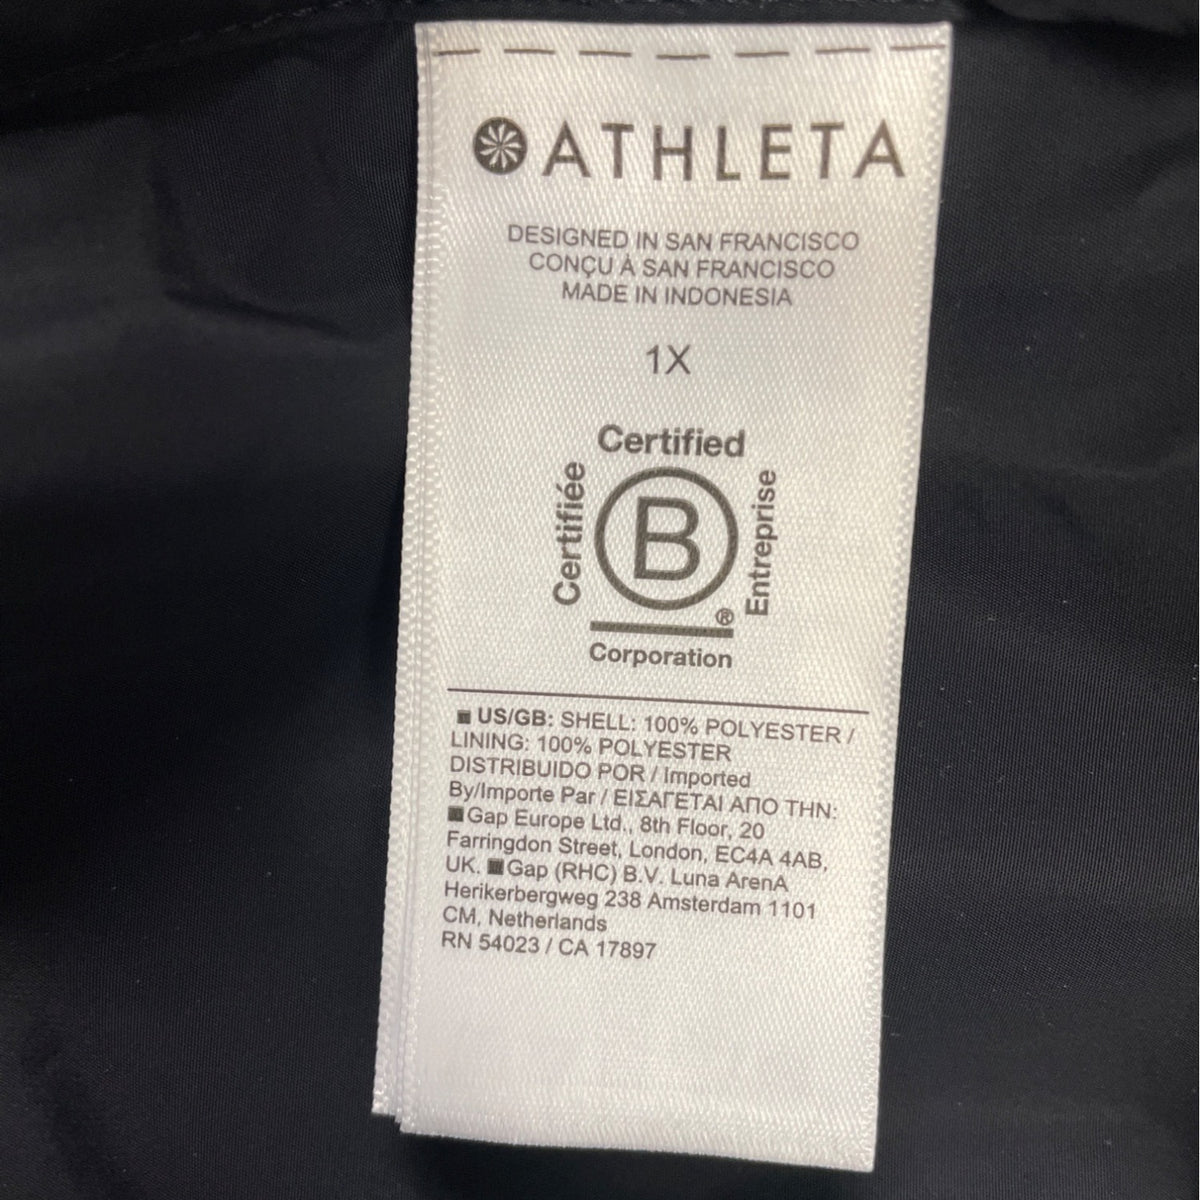 ATHLETA
DESIGNED IN SAN FRANCISCO
CONÇU À SAN FRANCISCO
MADE IN INDONESIA
1X
Certified
Certifiée
B
Entreprise
®
Corporation
US/GB: SHELL: 100% POLYESTER /
LINING: 100% POLYESTER
DISTRIBUIDO POR / Imported
By/Importe Par / ΕΙΣΑΓΕΤΑΙ ΑΠΟ ΤΗΝ:
Gap Europe Ltd., 8th Floor, 20
Farringdon Street, London, EC4A 4AB,
UK. Gap (RHC) B.V. Luna ArenA
Herikerbergweg 238 Amsterdam 1101
CM, Netherlands
RN 54023 / CA 17897